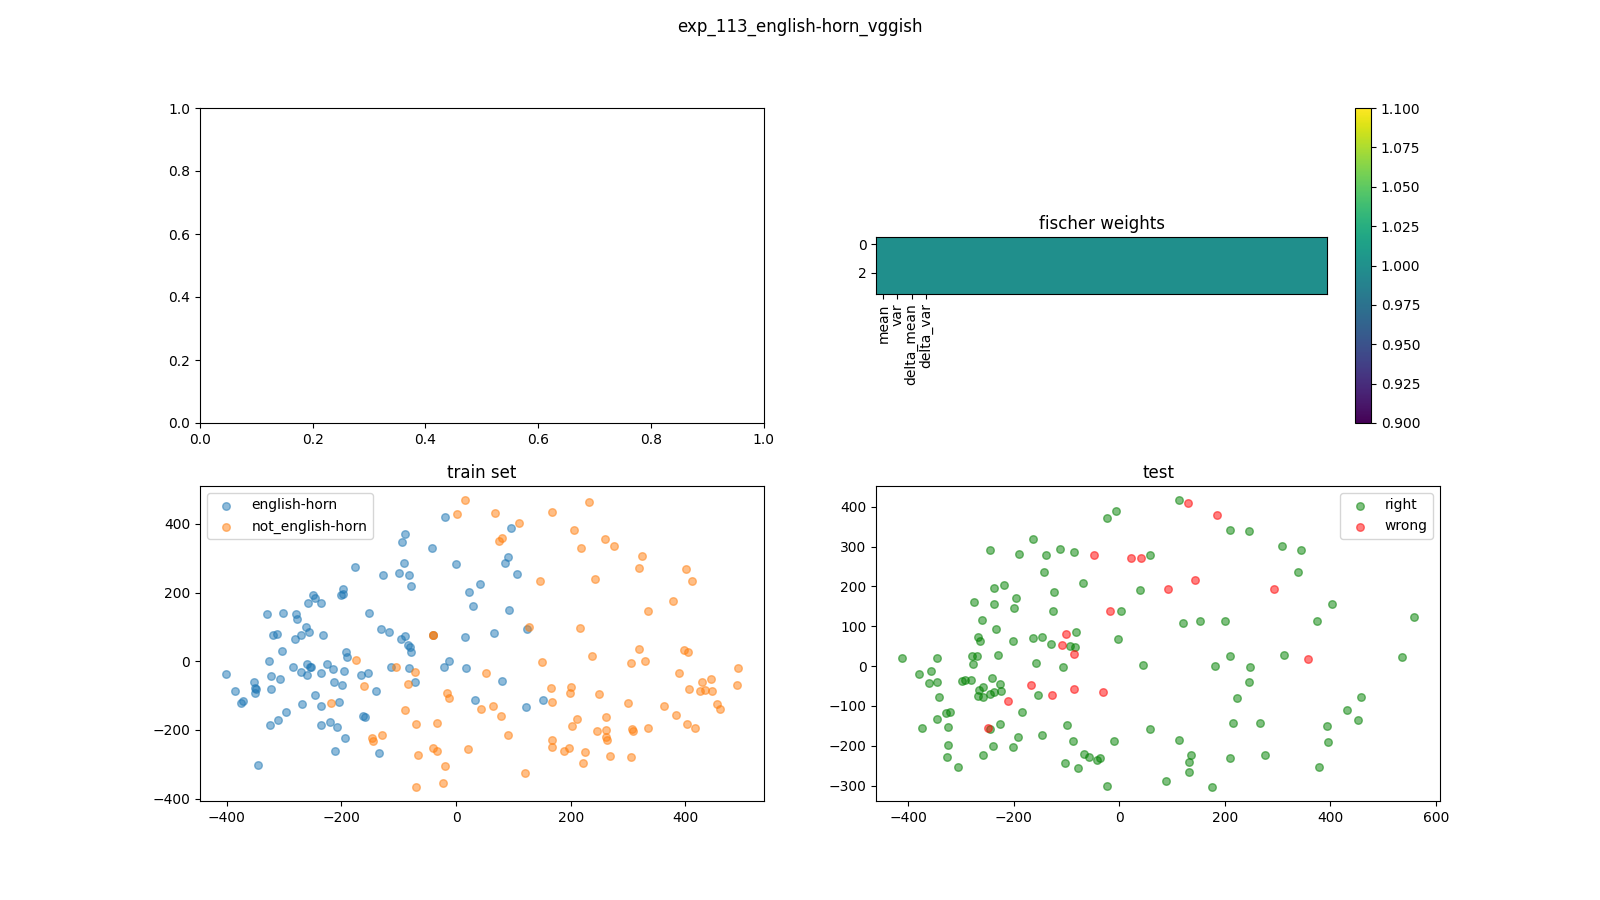 exp_113_english-horn_vggish
1.0
0.8
0.6
0.4
0.2
0.0
0.0 0.2 0.4 0.6 0.8 1.0
fischer weights
0
2
mean
var
delta_mean
delta_var
1.100
1.075
1.050
1.025
1.000
0.975
0.950
0.925
0.900
train set
english-horn
not_english-horn
400
200
0
−200
−400
−400 −200 0 200 400
test
right
wrong
400
300
200
100
0
−100
−200
−300
−400 −200 0 200 400 600